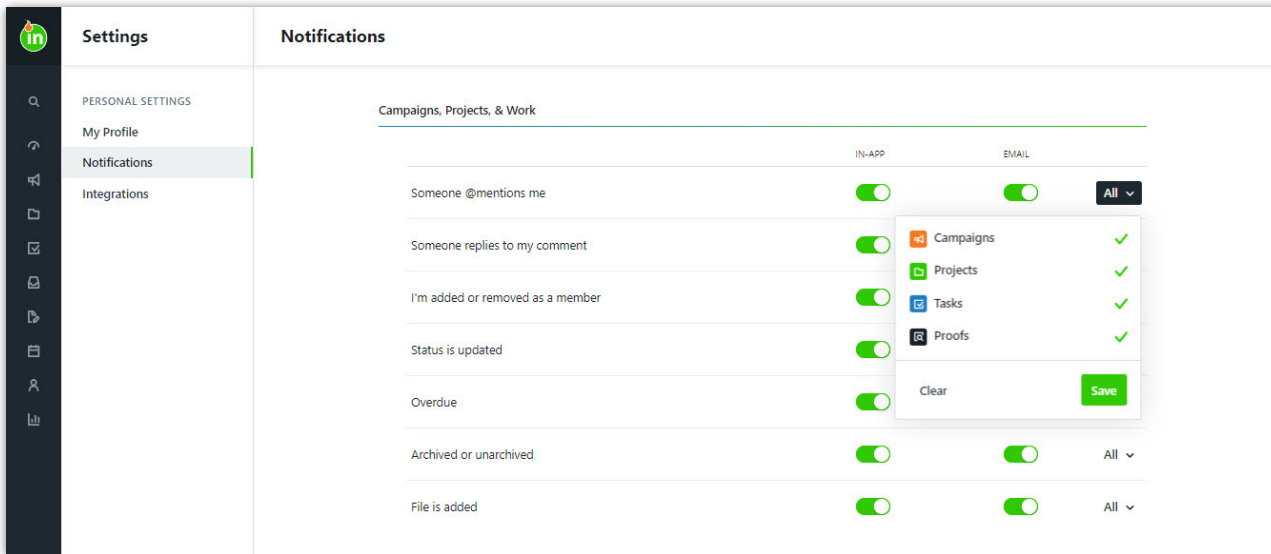 in
Settings
Notifications
PERSONAL SETTINGS
My Profile
Notifications
Integrations
Campaigns, Projects, & Work
IN-APP EMAIL
Someone @mentions me All
Someone replies to my comment
I'm added or removed as a member
Status is updated
Overdue
Archived or unarchived All
File is added All
Campaigns
Projects
Tasks
Proofs
Clear Save